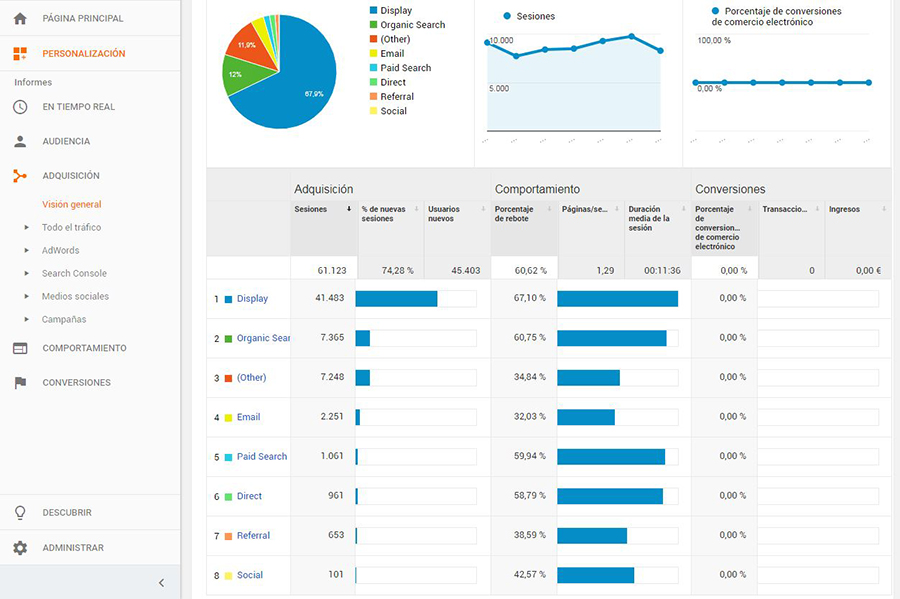 PÁGINA PRINCIPAL
PERSONALIZACIÓN
Informes
EN TIEMPO REAL
AUDIENCIA
ADQUISICIÓN
Visión general
Todo el tráfico
AdWords
Search Console
Medios sociales
Campañas
COMPORTAMIENTO
CONVERSIONES
DESCUBRIR
ADMINISTRAR
11,9%
12%
67,9%
Display
Organic Search
(Other)
Email
Paid Search
Direct
Referral
Social
Sesiones
10.000
5.000
Porcentaje de conversiones
de comercio electrónico
100,00 %
0,00 %
Adquisición Comportamiento Conversiones
Sesiones
% de nuevas
sesiones
Usuarios
nuevos
Porcentaje
de rebote
Páginas/se...
Duración
media de la
sesión
Porcentaje
de
conversion...
de comercio
electrónico
Transaccio...
Ingresos
61.123 74,28 % 45.403 60,62 % 1,29 00:11:36 0,00 % 0 0,00 €
1 Display 41.483 67,10 % 0,00 %
2 Organic Sear 7.365 60,75 % 0,00 %
3 (Other) 7.248 34,84 % 0,00 %
4 Email 2.251 32,03 % 0,00 %
5 Paid Search 1.061 59,94 % 0,00 %
6 Direct 961 58,79 % 0,00 %
7 Referral 653 38,59 % 0,00 %
8 Social 101 42,57 % 0,00 %